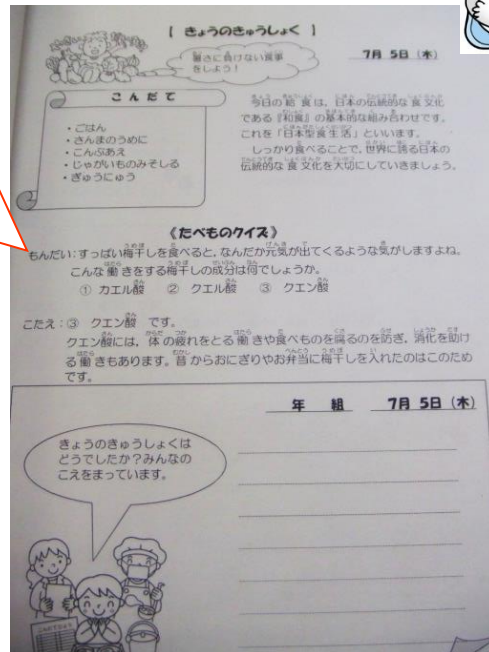 【 きょうのきゅうしょく 】
暑さに負けない食事
をしよう!
7月 5日 (木)
こんだて
・ごはん
・さんまのうめに
・こんぶあえ
・じゃがいものみそしる
・ぎゅうにゅう
今日の給食は、日本の伝統的な食文化
である『和食』の基本的な組み合わせです。
これを「日本型食生活」といいます。
しっかり食べることで、世界に誇る日本の
伝統的な食文化を大切にしていきましょう。
《たべものクイズ》
もんだい:すっぱい梅干しを食べると、なんだか元気が出てくるような気がしますよね。
こんな働きをする梅干しの成分は何でしょうか。
① カエル酸 ② クエル酸 ③ クエン酸
こたえ:③ クエン酸 です。
クエン酸には、体の疲れをとる働きや食べものを腐るのを防ぎ、消化を助け
る働きもあります。昔からおにぎりやお弁当に梅干しを入れたのはこのため
です。
年 組 7月 5日 (木)
きょうのきゅうしょくは
どうでしたか?みんなの
こえをまっています。